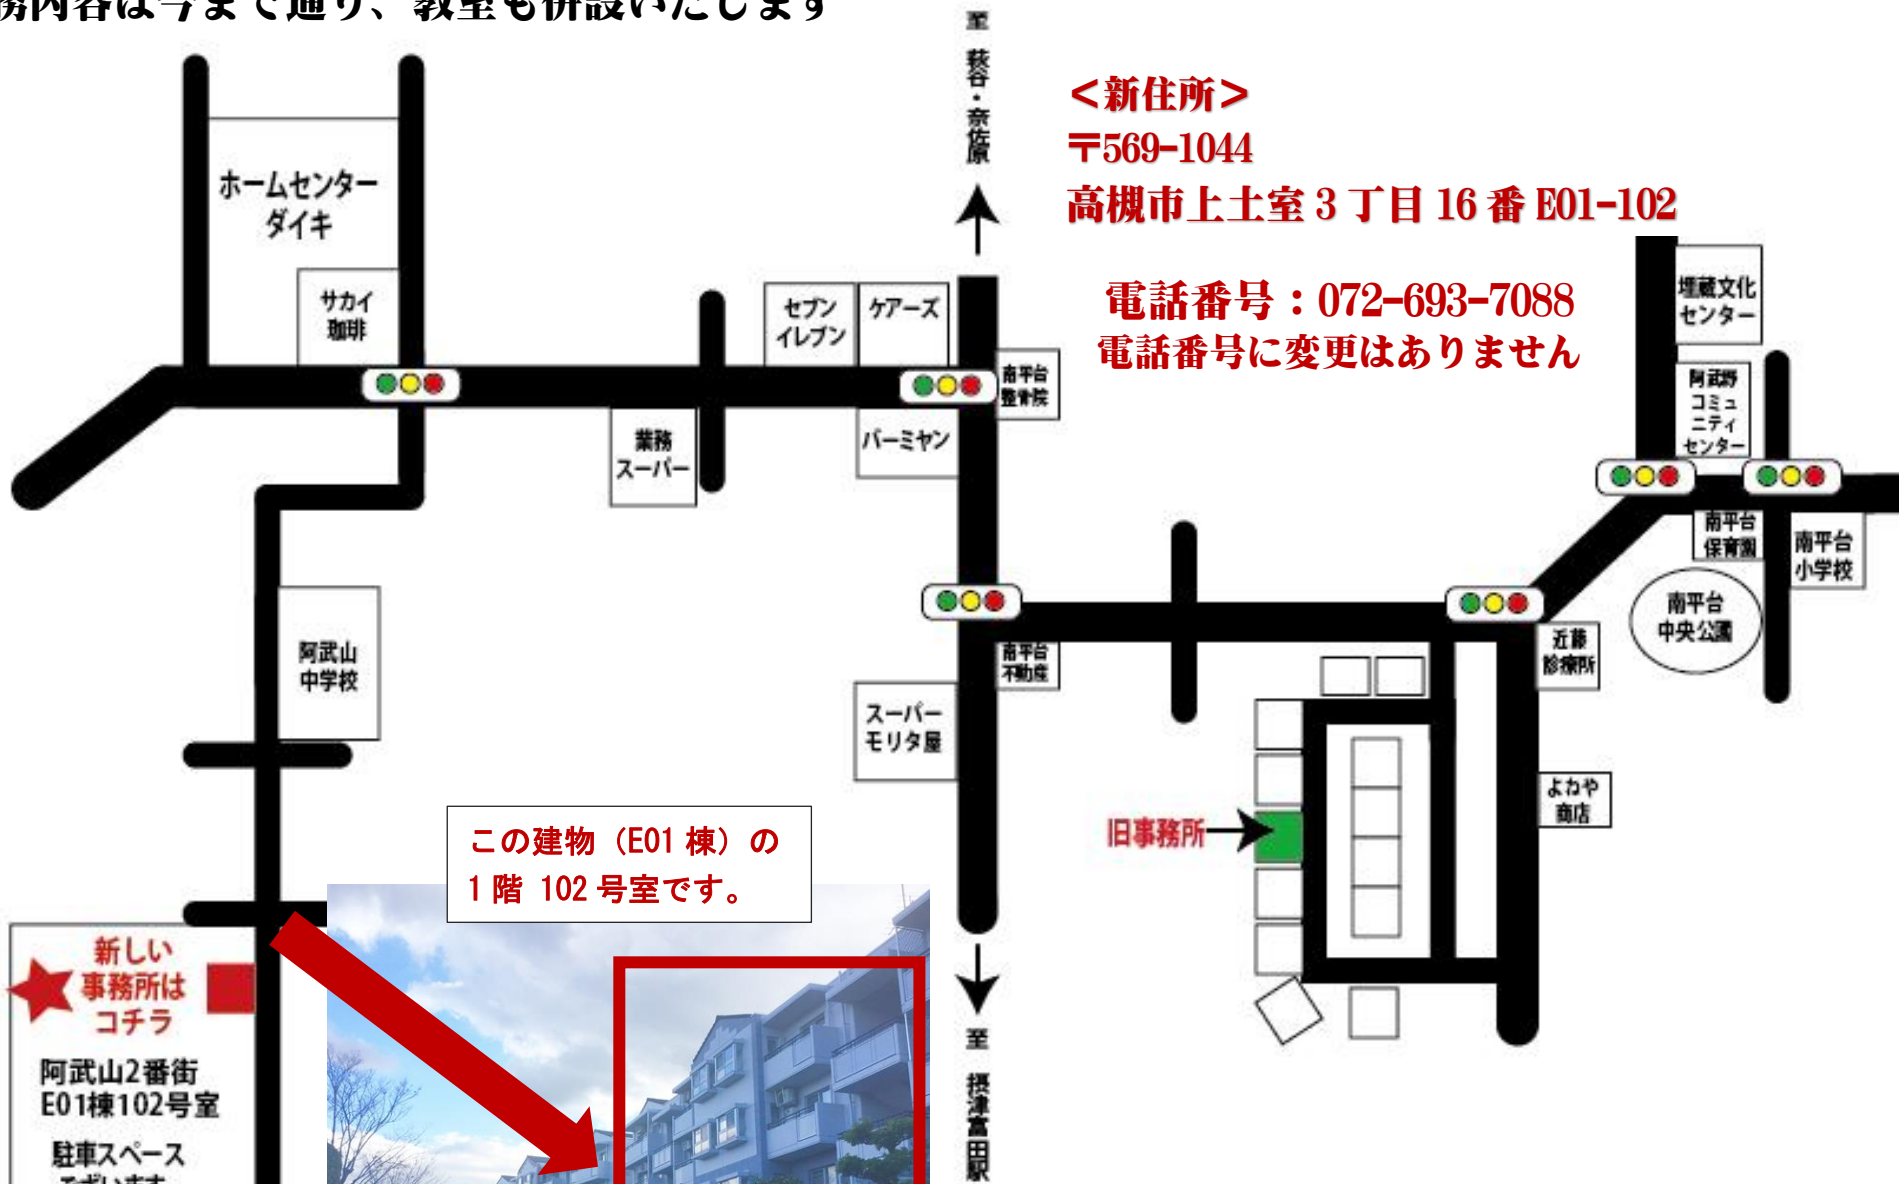 務内容は今まで通り、教室も併設いたします
至 萩谷・奈佐原
<新住所>
〒569-1044
高槻市上土室3丁目16番E01-102
電話番号：072-693-7088
電話番号に変更はありません
ホームセンター
ダイキ
サカイ
珈琲
セブン
イレブン
ケアーズ
南平台
整骨院
業務
スーパー
バーミヤン
埋蔵文化
センター
阿武野
コミュ
ニティ
センター
南平台
保育園
南平台
小学校
南平台
中央公園
近藤
診療所
南平台
不動産
阿武山
中学校
スーパー
モリタ屋
よねや
商店
旧事務所
この建物（E01棟）の
1階 102号室です。
新しい
事務所は
コチラ
阿武山2番街
E01棟102号室
駐車スペース
ございます
至 摂津富田駅